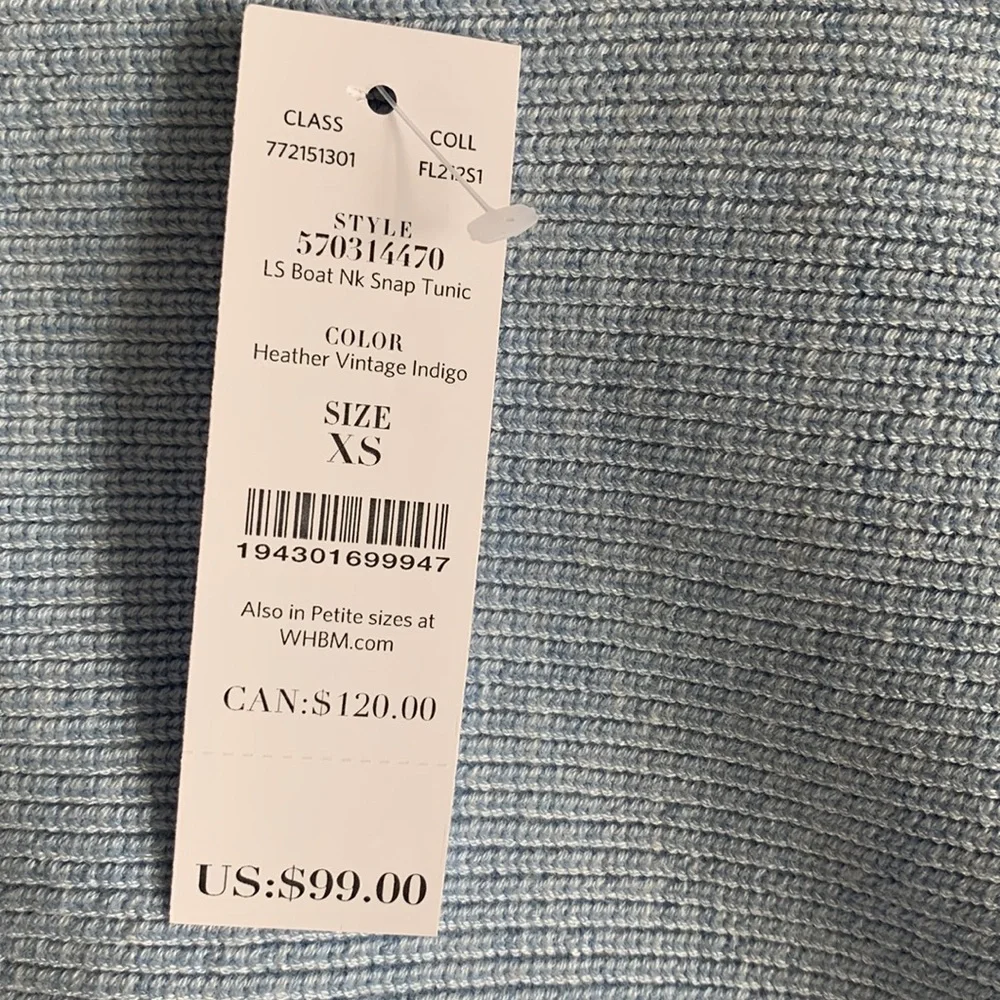 CLASS COLL
772151301
STYLE
570314470
LS Boat Nk Snap Tunic
COLOR
Heather Vintage Indigo
SIZE
XS
194301699947
Also in Petite sizes at
WHBM.com
CAN:$120.00
US:$99.00